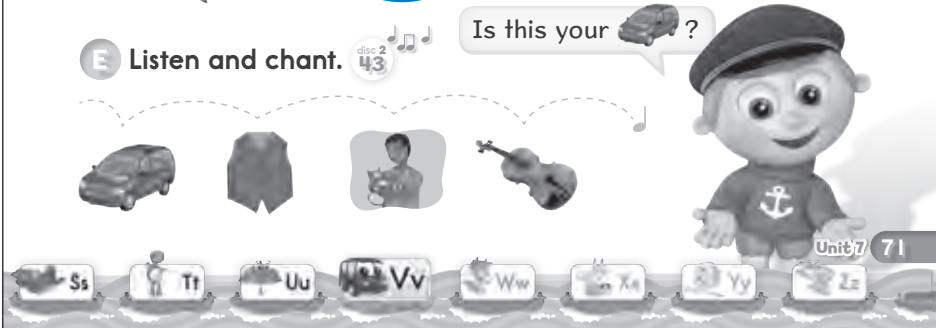 Is this your ?
E Listen and chant. disc 2 43
Unit 7 71
Ss Tt Uu Vv Ww Xx Yy Zz